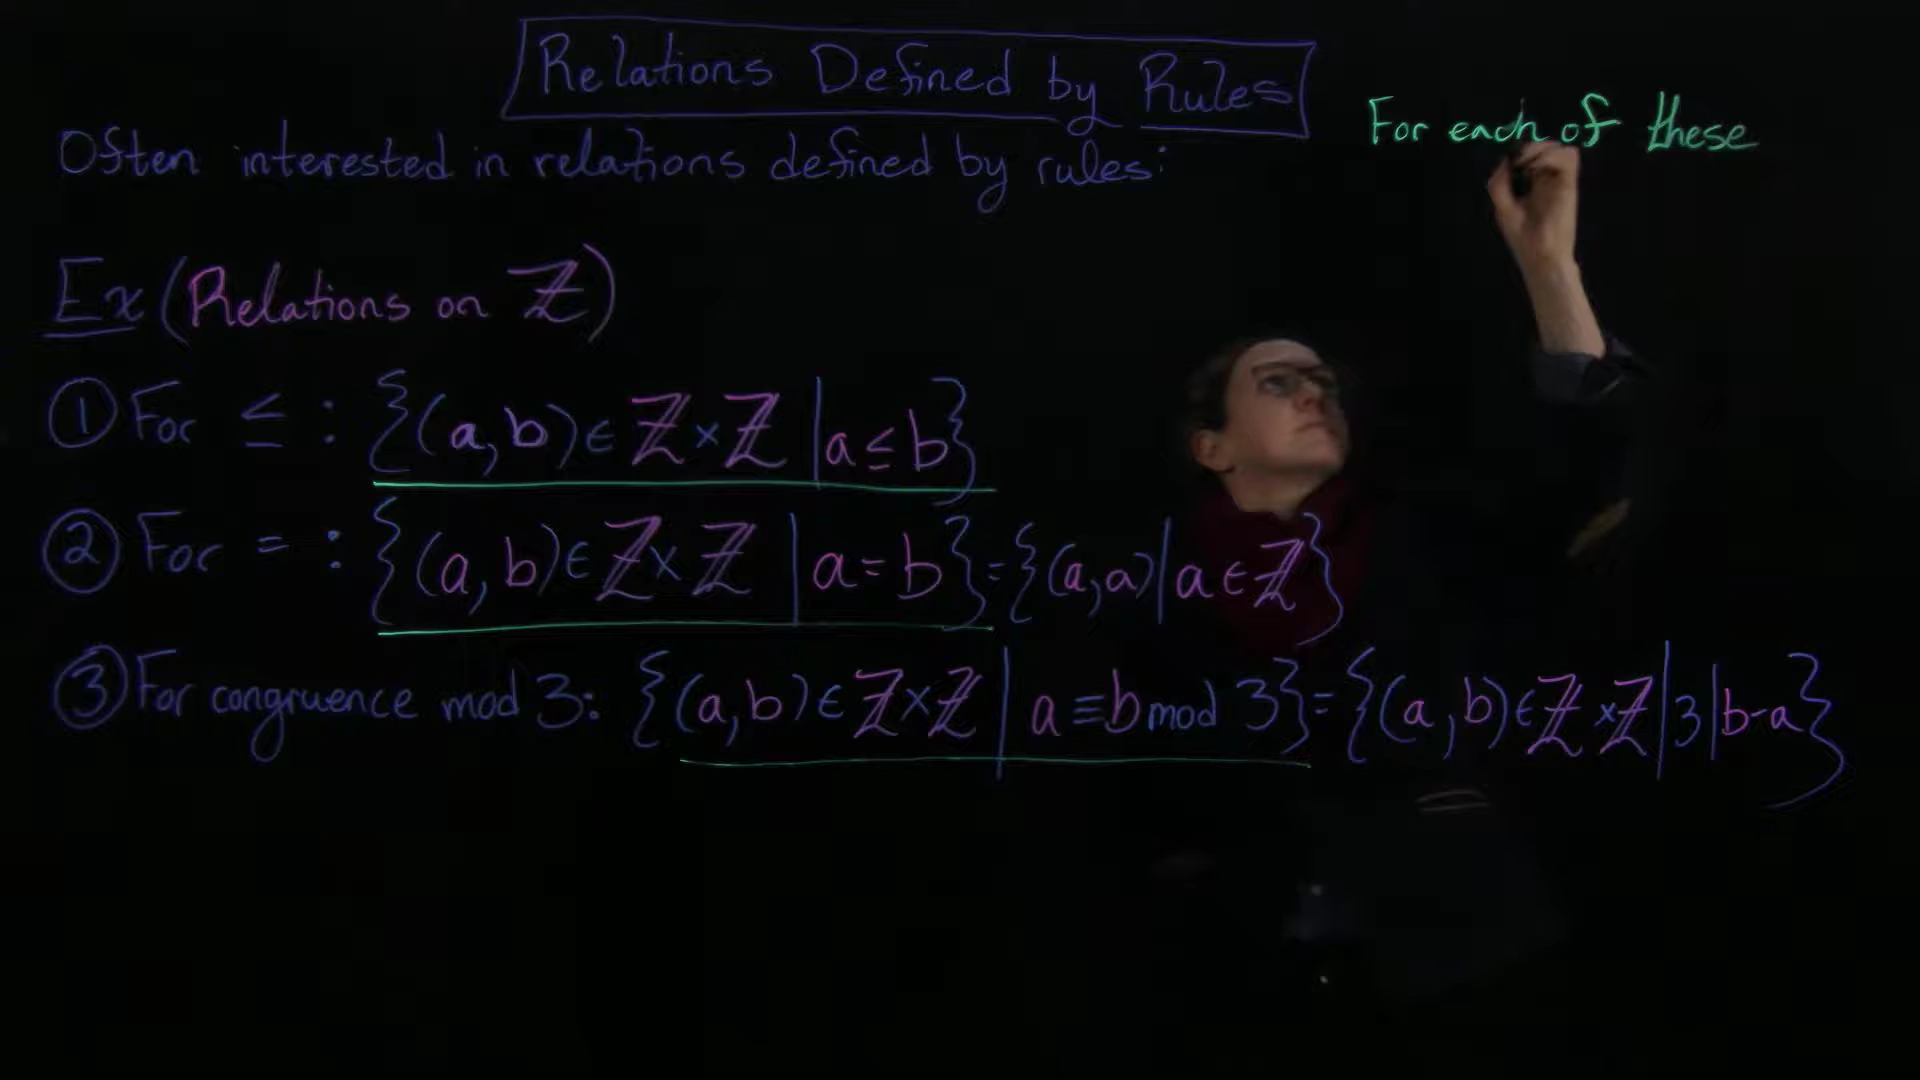 Relations Defined by Rules
For each of these
Often interested in relations defined by rules:
Ex (Relations on ℤ)
① For ≤ : {(a,b) ∈ ℤ × ℤ | a ≤ b}
② For = : {(a,b) ∈ ℤ × ℤ | a = b} = {(a,a) | a ∈ ℤ}
③ For congruence mod 3: {(a,b) ∈ ℤ × ℤ | a ≡ b mod 3} = {(a,b) ∈ ℤ × ℤ | 3 | b-a}